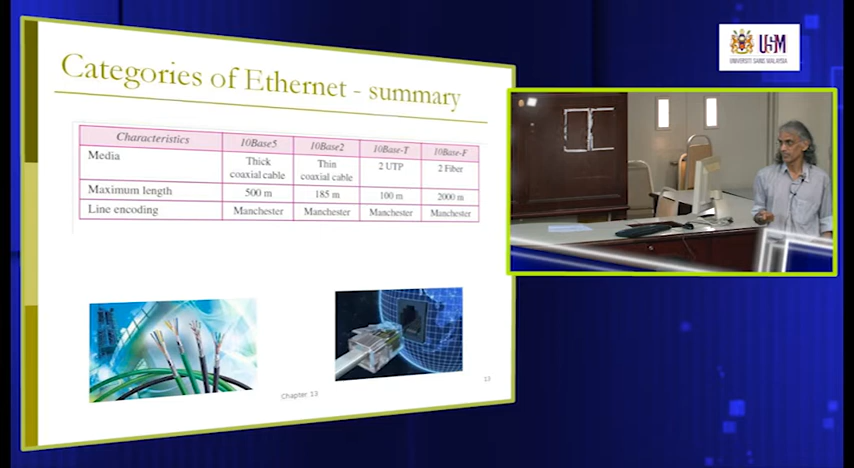 Categories of Ethernet - summary
Characteristics 10Base5 10Base2 10Base-T 10Base-F
Media Thick coaxial cable Thin coaxial cable 2 UTP 2 Fiber
Maximum length 500 m 185 m 100 m 2000 m
Line encoding Manchester Manchester Manchester Manchester
Chapter 13
13
USM
UNIVERSITI SAINS MALAYSIA